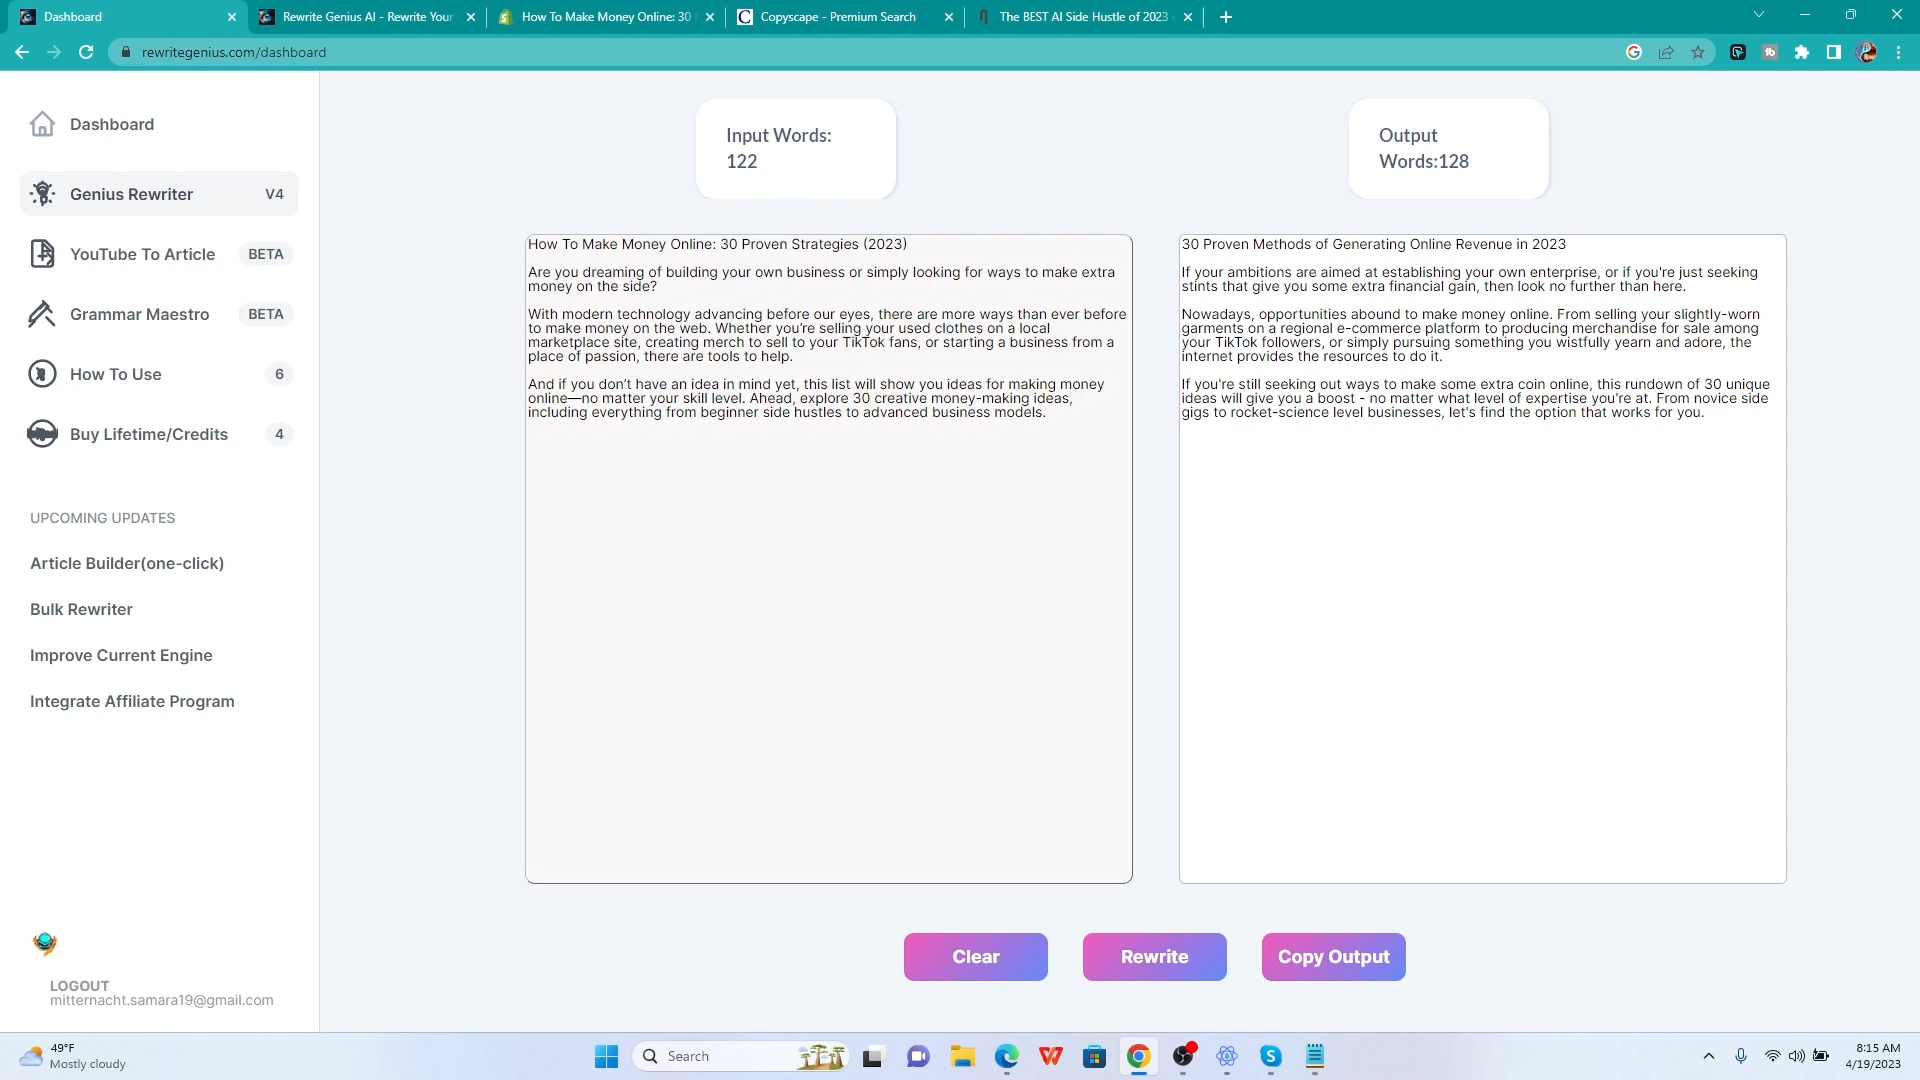 Dashboard
Rewrite Genius AI - Rewrite Your
How To Make Money Online: 30
Copyscape - Premium Search
The BEST AI Side Hustle of 2023
rewritegenius.com/dashboard
Dashboard
Genius Rewriter V4
YouTube To Article BETA
Grammar Maestro BETA
How To Use 6
Buy Lifetime/Credits 4
UPCOMING UPDATES
Article Builder(one-click)
Bulk Rewriter
Improve Current Engine
Integrate Affiliate Program
LOGOUT
mitternacht.samara19@gmail.com
Input Words:
122
Output
Words:128
How To Make Money Online: 30 Proven Strategies (2023)
Are you dreaming of building your own business or simply looking for ways to make extra
money on the side?
With modern technology advancing before our eyes, there are more ways than ever before
to make money on the web. Whether you’re selling your used clothes on a local
marketplace site, creating merch to sell to your TikTok fans, or starting a business from a
place of passion, there are tools to help.
And if you don’t have an idea in mind yet, this list will show you ideas for making money
online—no matter your skill level. Ahead, explore 30 creative money-making ideas,
including everything from beginner side hustles to advanced business models.
30 Proven Methods of Generating Online Revenue in 2023
If your ambitions are aimed at establishing your own enterprise, or if you're just seeking
stints that give you some extra financial gain, then look no further than here.
Nowadays, opportunities abound to make money online. From selling your slightly-worn
garments on a regional e-commerce platform to producing merchandise for sale among
your TikTok followers, or simply pursuing something you wistfully yearn and adore, the
internet provides the resources to do it.
If you're still seeking out ways to make some extra coin online, this rundown of 30 unique
ideas will give you a boost - no matter what level of expertise you're at. From novice side
gigs to rocket-science level businesses, let's find the option that works for you.
Clear
Rewrite
Copy Output
49°F
Mostly cloudy
Search
8:15 AM
4/19/2023